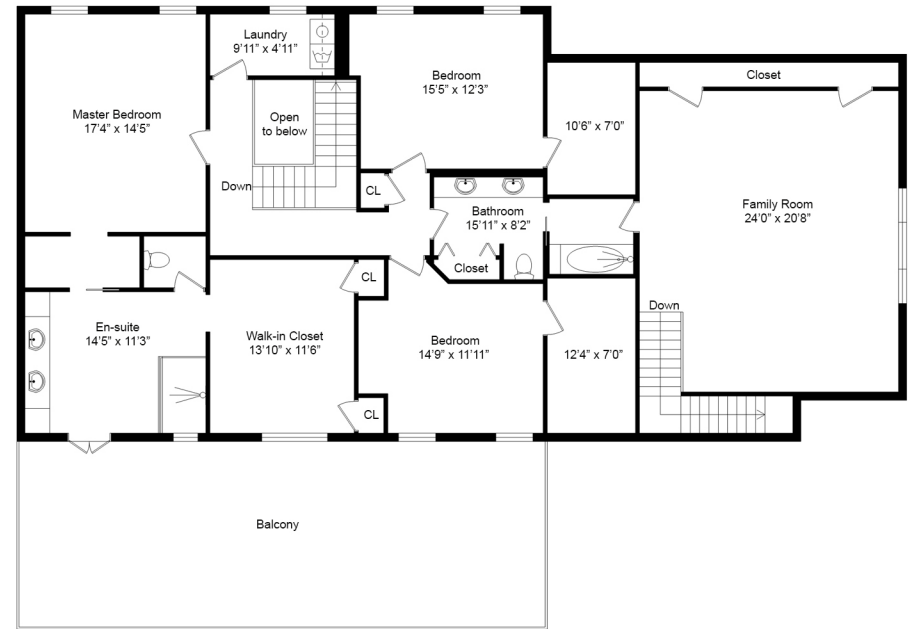 Laundry
9'11" x 4'11"
Master Bedroom
17'4" x 14'5"
Open
to below
Down
Bedroom
15'5" x 12'3"
CL
10'6" x 7'0"
Closet
Family Room
24'0" x 20'8"
Bathroom
15'11" x 8'2"
Closet
CL
En-suite
14'5" x 11'3"
Walk-in Closet
13'10" x 11'6"
CL
Bedroom
14'9" x 11'11"
12'4" x 7'0"
Down
Balcony